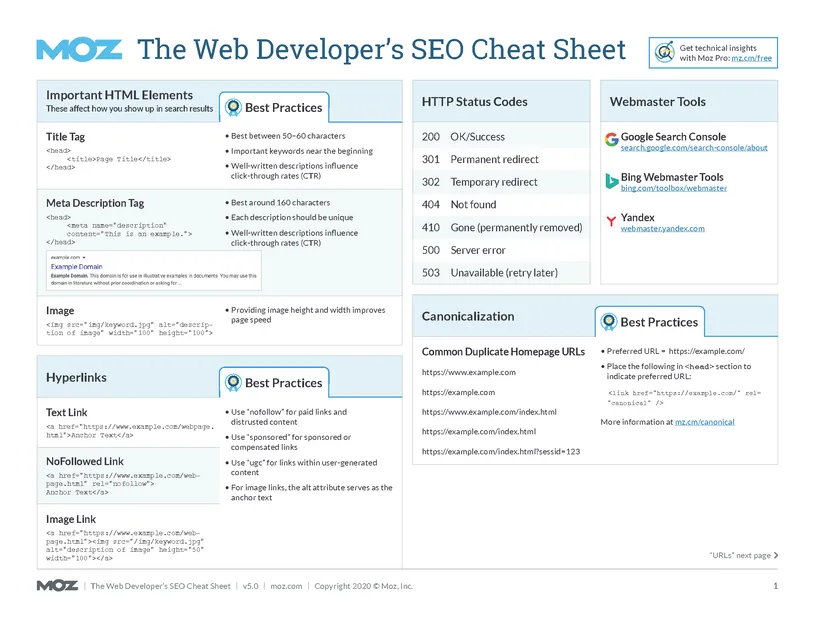 MOZ The Web Developer's SEO Cheat Sheet
Get technical insights
with Moz Pro: mz.cm/free
Important HTML Elements
These affect how you show up in search results
Best Practices
Title Tag
<head>
<title>Page Title</title>
</head>
• Best between 50–60 characters
• Important keywords near the beginning
• Well-written descriptions influence
click-through rates (CTR)
Meta Description Tag
<head>
<meta name="description"
content="This is an example.">
</head>
• Best around 160 characters
• Each description should be unique
• Well-written descriptions influence
click-through rates (CTR)
example.com
Example Domain
Example Domain. This domain is for use in illustrative examples in documents. You may use this
domain in literature without prior coordination or asking for ...
Image
<img src="img/keyword.jpg" alt="descrip-
tion of image" width="100" height="100">
• Providing image height and width improves
page speed
Hyperlinks
Best Practices
Text Link
<a href="https://www.example.com/webpage.
html">Anchor Text</a>
NoFollowed Link
<a href="https://www.example.com/web-
page.html" rel="nofollow">
Anchor Text</a>
Image Link
<a href="https://www.example.com/web-
page.html"><img src="/img/keyword.jpg"
alt="description of image" height="50"
width="100"></a>
• Use "nofollow" for paid links and
distrusted content
• Use "sponsored" for sponsored or
compensated links
• Use "ugc" for links within user-generated
content
• For image links, the alt attribute serves as the
anchor text
HTTP Status Codes
200 OK/Success
301 Permanent redirect
302 Temporary redirect
404 Not found
410 Gone (permanently removed)
500 Server error
503 Unavailable (retry later)
Webmaster Tools
Google Search Console
search.google.com/search-console/about
Bing Webmaster Tools
bing.com/toolbox/webmaster
Yandex
webmaster.yandex.com
Canonicalization
Best Practices
Common Duplicate Homepage URLs
https://www.example.com
https://example.com
https://www.example.com/index.html
https://example.com/index.html
https://example.com/index.html?sessid=123
• Preferred URL = https://example.com/
• Place the following in <head> section to
indicate preferred URL:
<link href="https://example.com/" rel=
"canonical" />
More information at mz.cm/canonical
"URLs" next page
MOZ | The Web Developer's SEO Cheat Sheet | v5.0 | moz.com | Copyright 2020 © Moz, Inc.
1